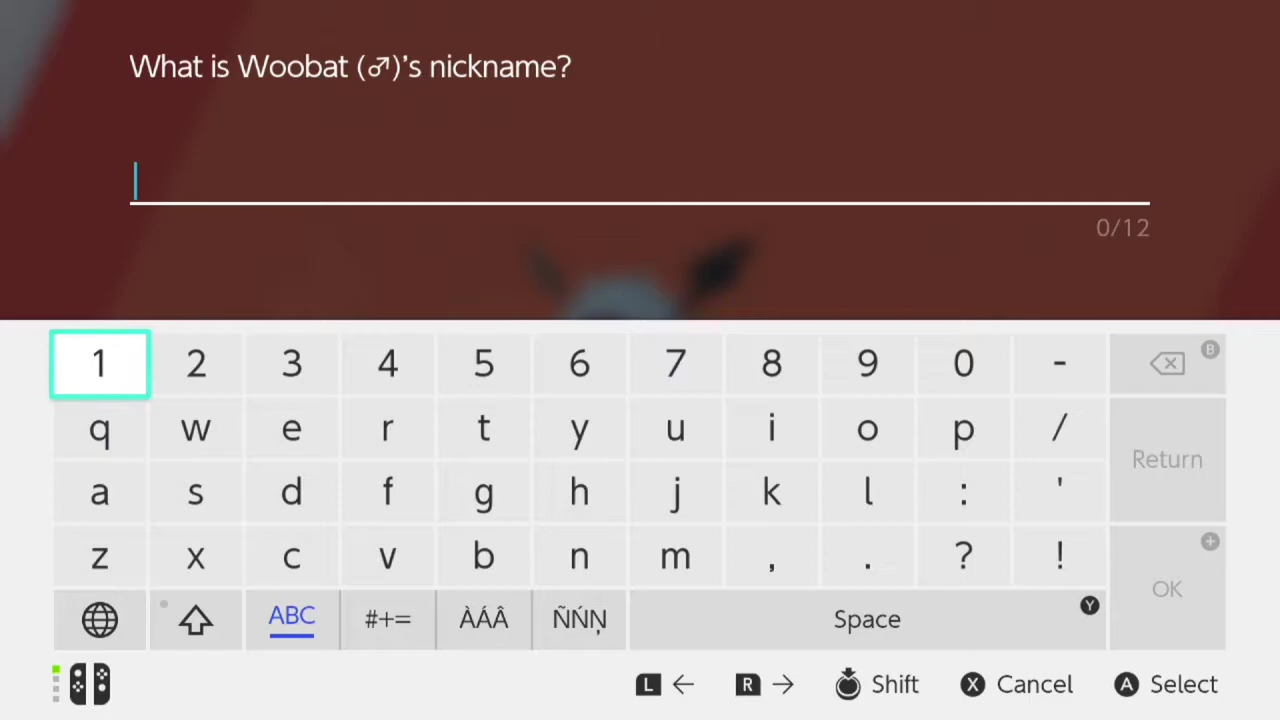 What is Woobat (♂)'s nickname?
0/12
1 2 3 4 5 6 7 8 9 0 - B
q w e r t y u i o p /
Return
a s d f g h j k l : '
z x c v b n m , . ? ! +
OK
ABC #+= ÀÁÂ ÑŃŅ Space Y
L ← R → Shift X Cancel A Select